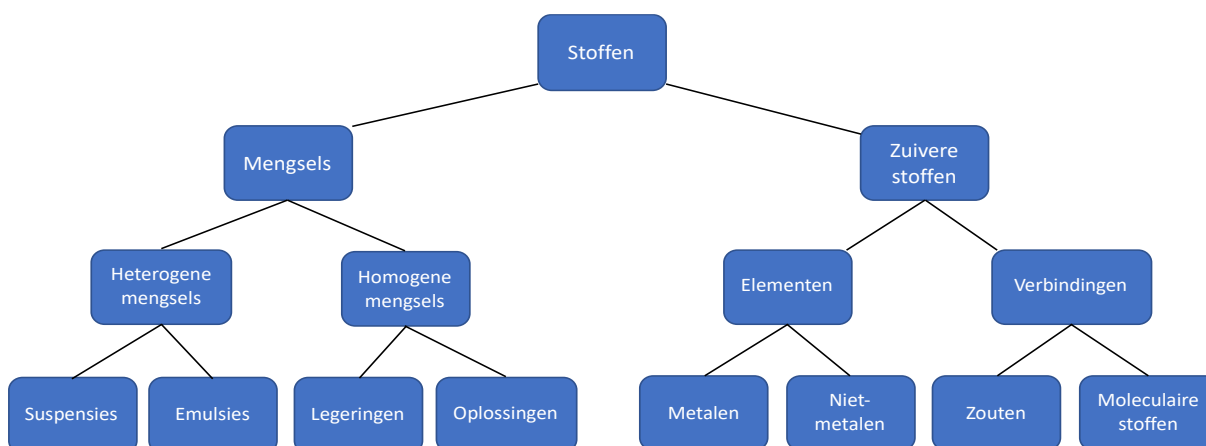 Stoffen
Mengsels
Zuivere
stoffen
Heterogene
mengsels
Homogene
mengsels
Elementen
Verbindingen
Suspensies
Emulsies
Legeringen
Oplossingen
Metalen
Niet-
metalen
Zouten
Moleculaire
stoffen